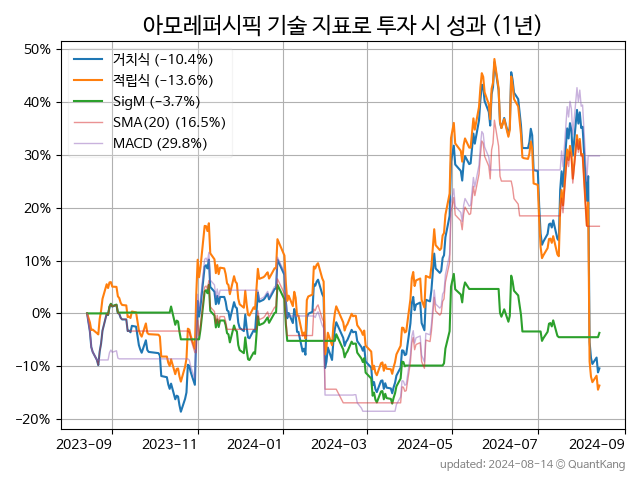 아모레퍼시픽 기술 지표로 투자 시 성과 (1년)
50%
40%
30%
20%
10%
0%
−10%
−20%
거치식 (−10.4%)
적립식 (−13.6%)
SigM (−3.7%)
SMA(20) (16.5%)
MACD (29.8%)
2023-09
2023-11
2024-01
2024-03
2024-05
2024-07
2024-09
updated: 2024-08-14 © QuantKang